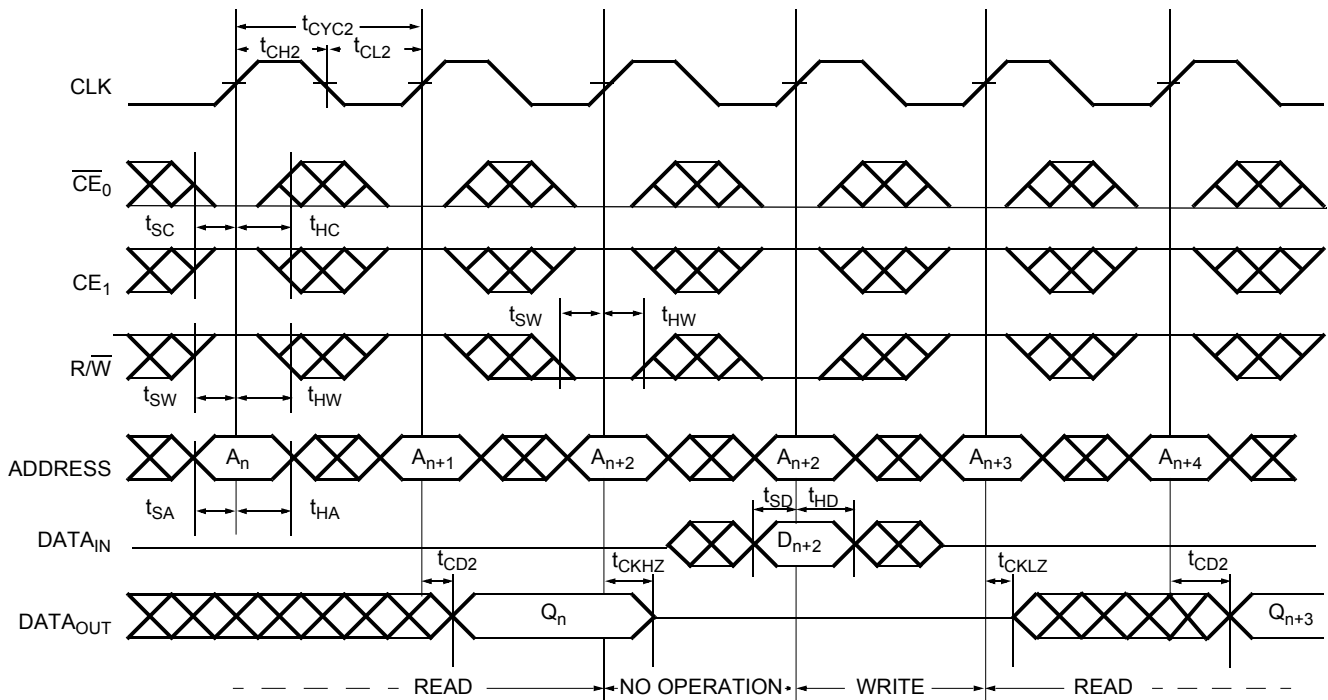 tCYC2
tCH2 tCL2
CLK
CE0
tSC tHC
CE1
tSW tHW
R/W
tSW tHW
ADDRESS An An+1 An+2 An+2 An+3 An+4
tSA tHA tSD tHD
DATAIN Dn+2
tCD2 tCKHZ tCKLZ tCD2
DATAOUT Qn Qn+3
READ NO OPERATION WRITE READ